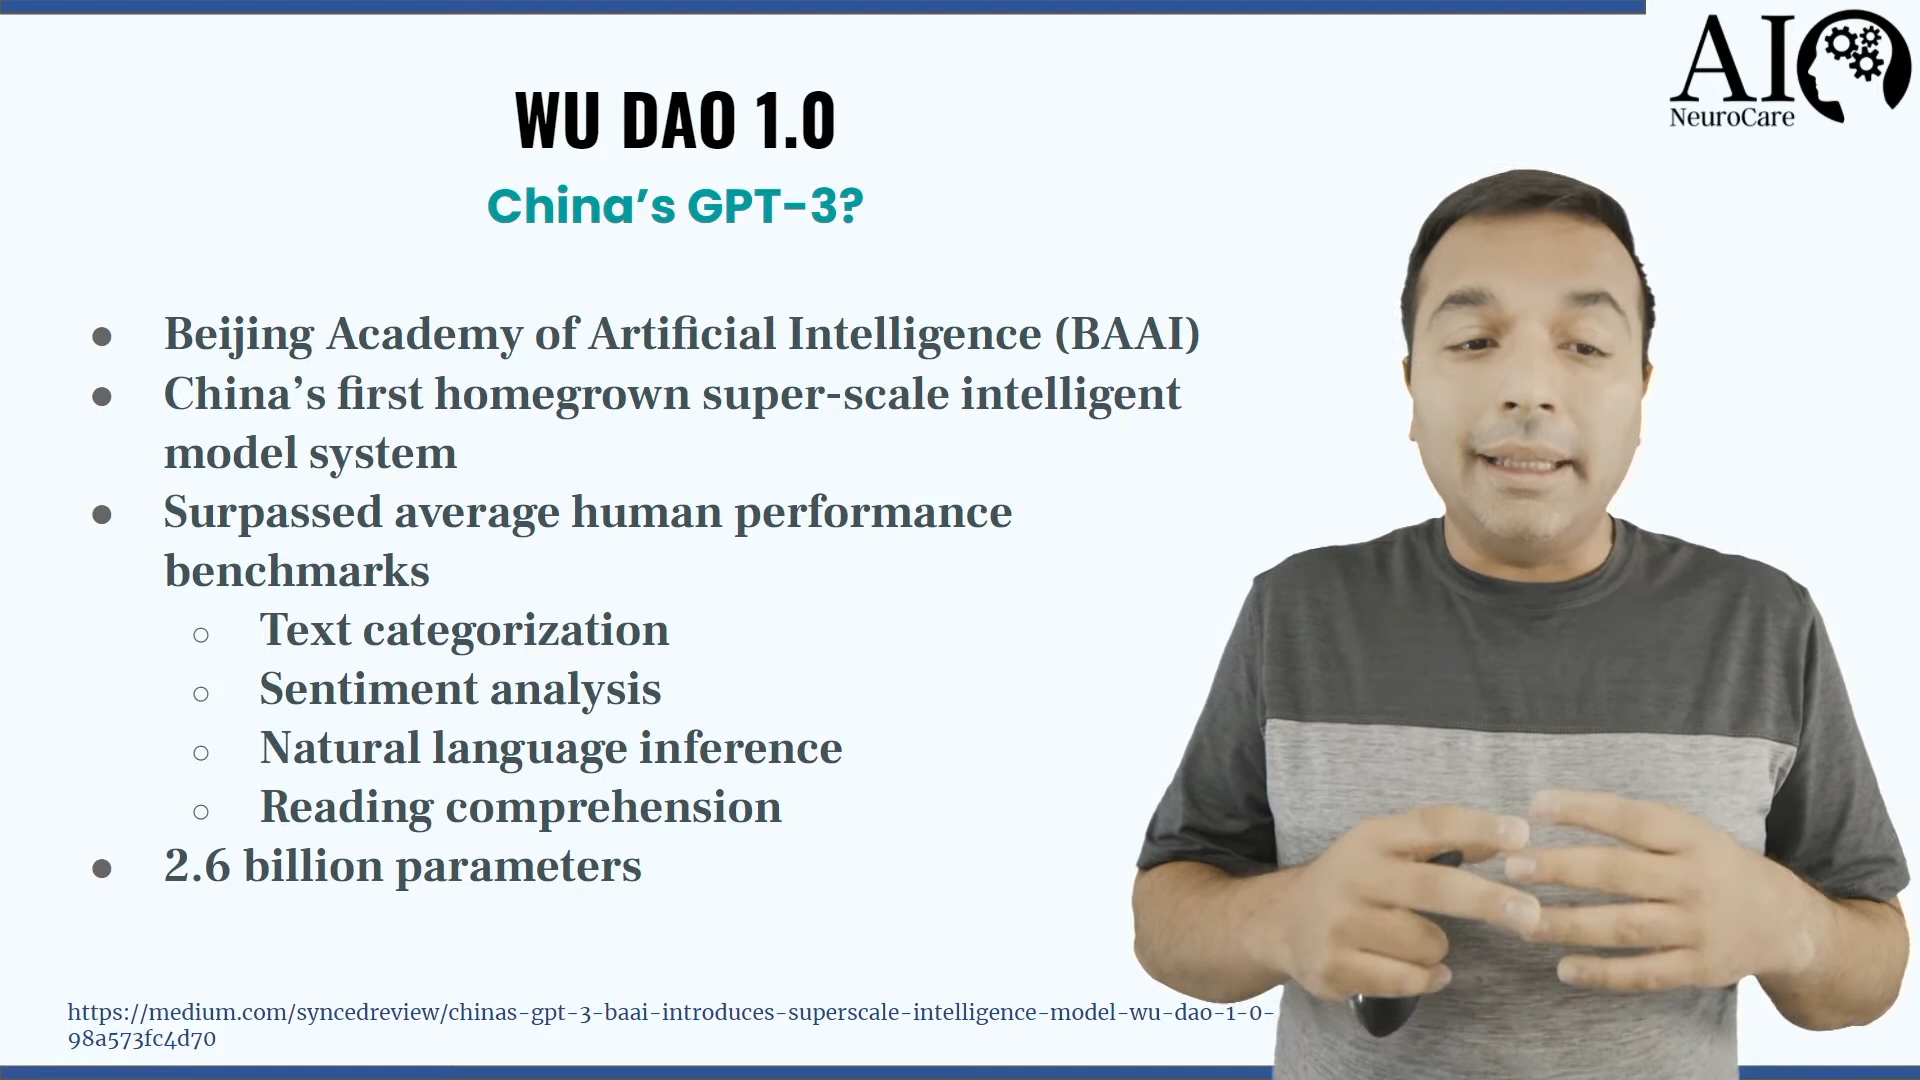 AI
NeuroCare
WU DAO 1.0
China's GPT-3?
● Beijing Academy of Artificial Intelligence (BAAI)
● China's first homegrown super-scale intelligent
model system
● Surpassed average human performance
benchmarks
○ Text categorization
○ Sentiment analysis
○ Natural language inference
○ Reading comprehension
● 2.6 billion parameters
https://medium.com/syncedreview/chinas-gpt-3-baai-introduces-superscale-intelligence-model-wu-dao-1-0-
98a573fc4d70